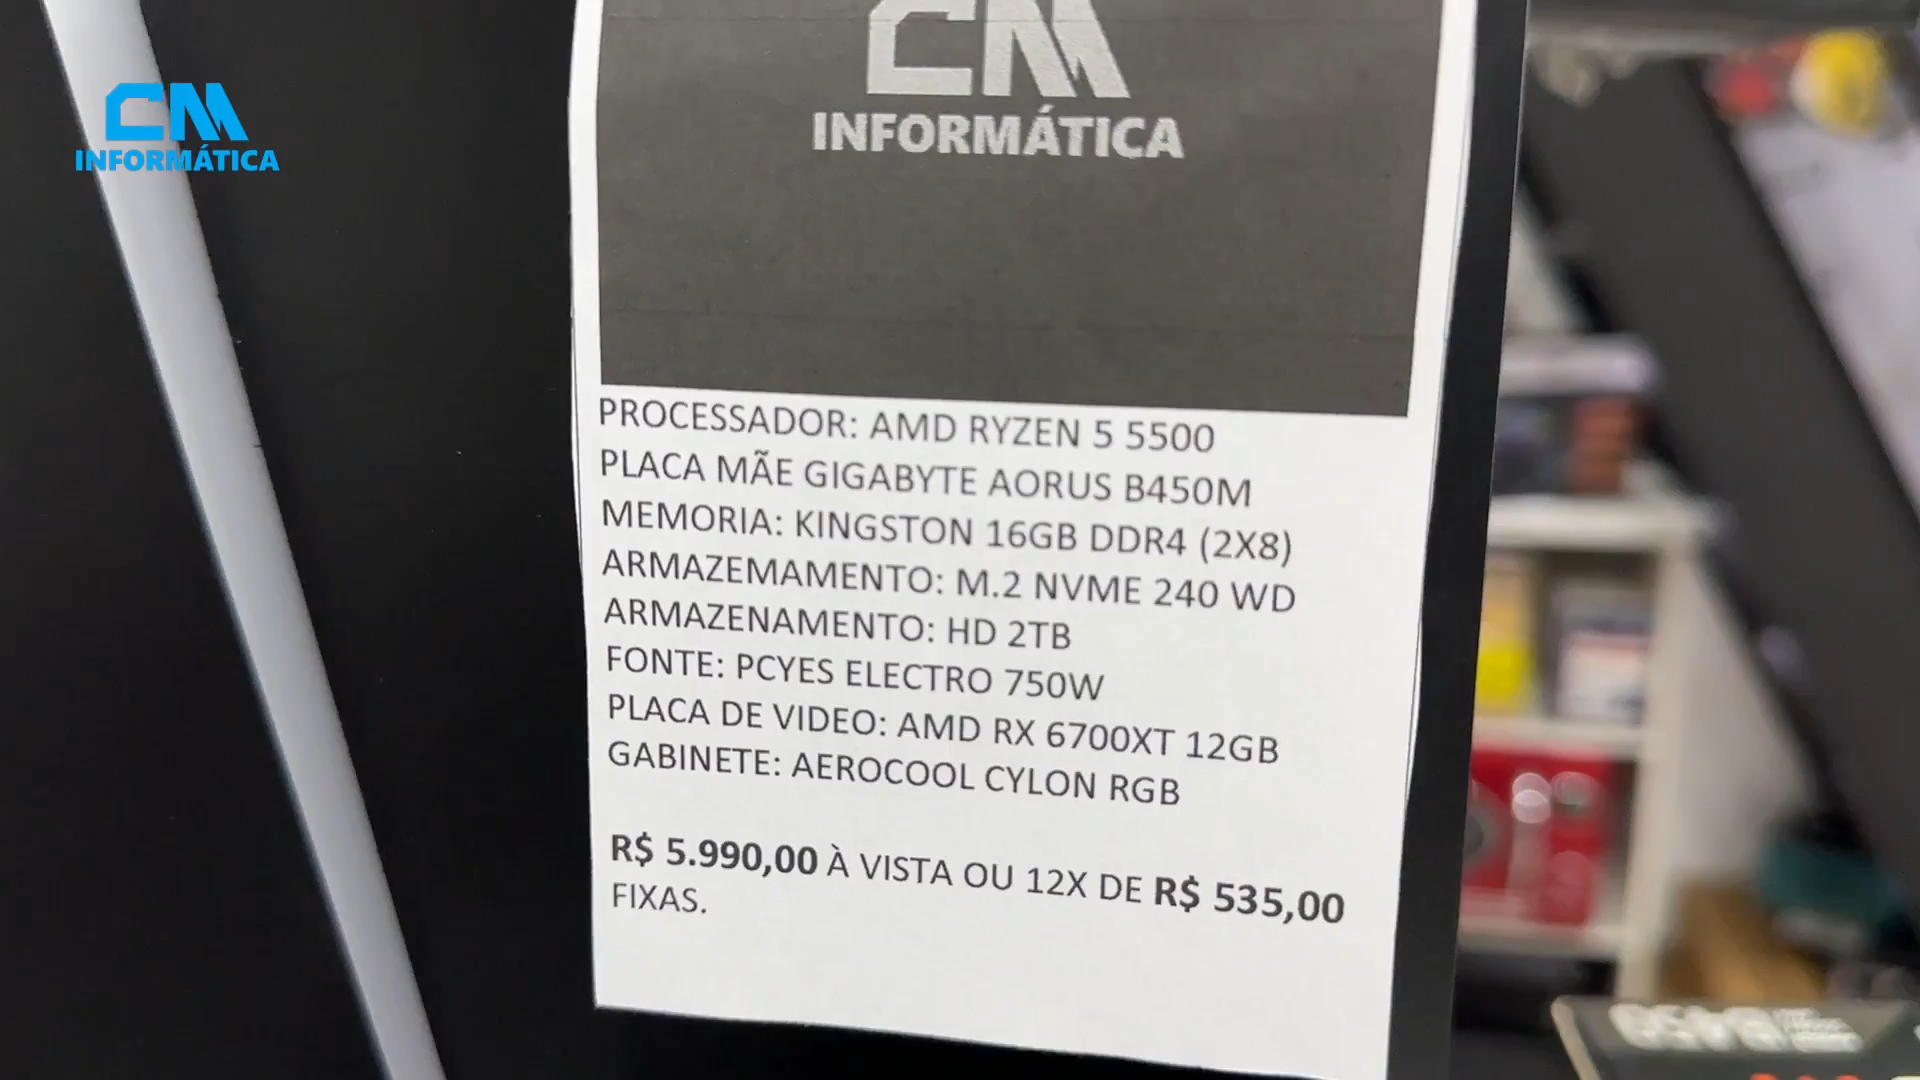 CM
INFORMÁTICA
CM
INFORMÁTICA
PROCESSADOR: AMD RYZEN 5 5500
PLACA MÃE GIGABYTE AORUS B450M
MEMORIA: KINGSTON 16GB DDR4 (2X8)
ARMAZEMAMENTO: M.2 NVME 240 WD
ARMAZENAMENTO: HD 2TB
FONTE: PCYES ELECTRO 750W
PLACA DE VIDEO: AMD RX 6700XT 12GB
GABINETE: AEROCOOL CYLON RGB
R$ 5.990,00 À VISTA OU 12X DE R$ 535,00
FIXAS.